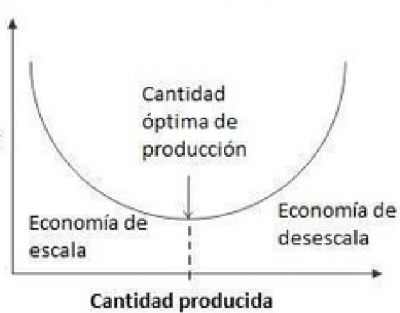 Cantidad
óptima de
producción
Economía de
escala
Economía de
desescala
Cantidad producida